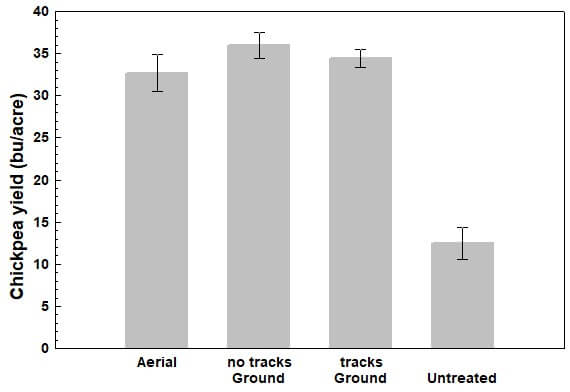 40
35
30
25
20
15
10
5
0
Chickpea yield (bu/acre)
Aerial
no tracks
Ground
tracks
Ground
Untreated